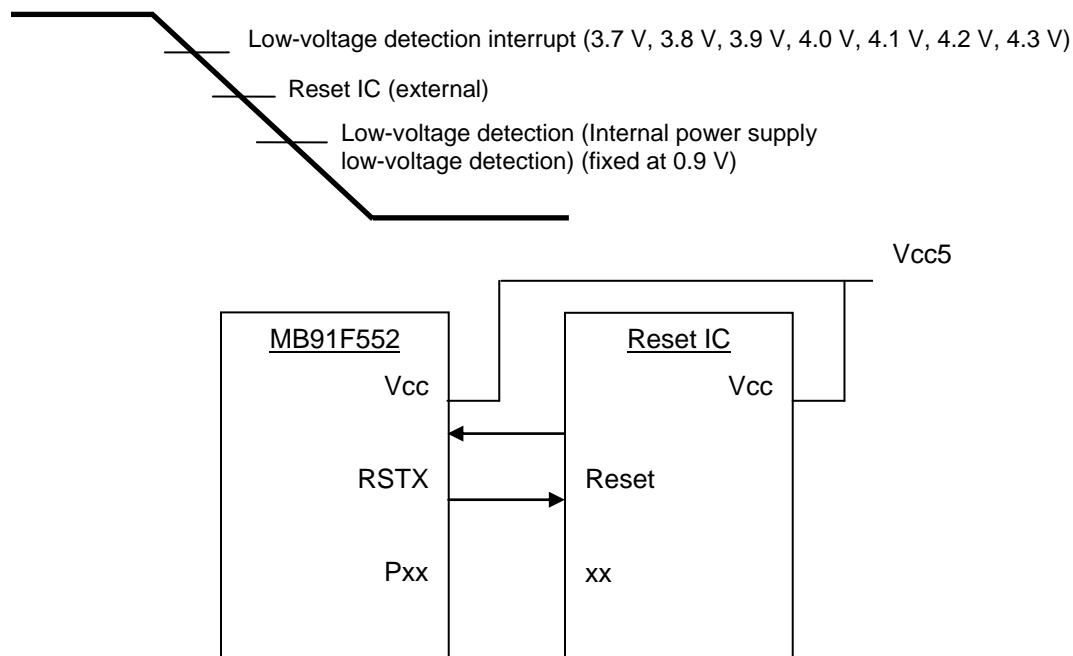 Low-voltage detection interrupt (3.7 V, 3.8 V, 3.9 V, 4.0 V, 4.1 V, 4.2 V, 4.3 V)
Reset IC (external)
Low-voltage detection (Internal power supply
low-voltage detection) (fixed at 0.9 V)
Vcc5
MB91F552
Reset IC
Vcc
Vcc
RSTX
Reset
Pxx
xx